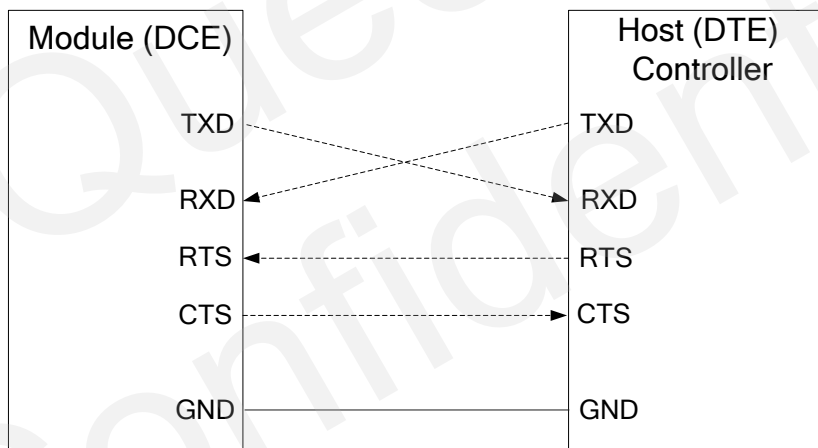 Module (DCE)
Host (DTE)
Controller
TXD
TXD
RXD
RXD
RTS
RTS
CTS
CTS
GND
GND